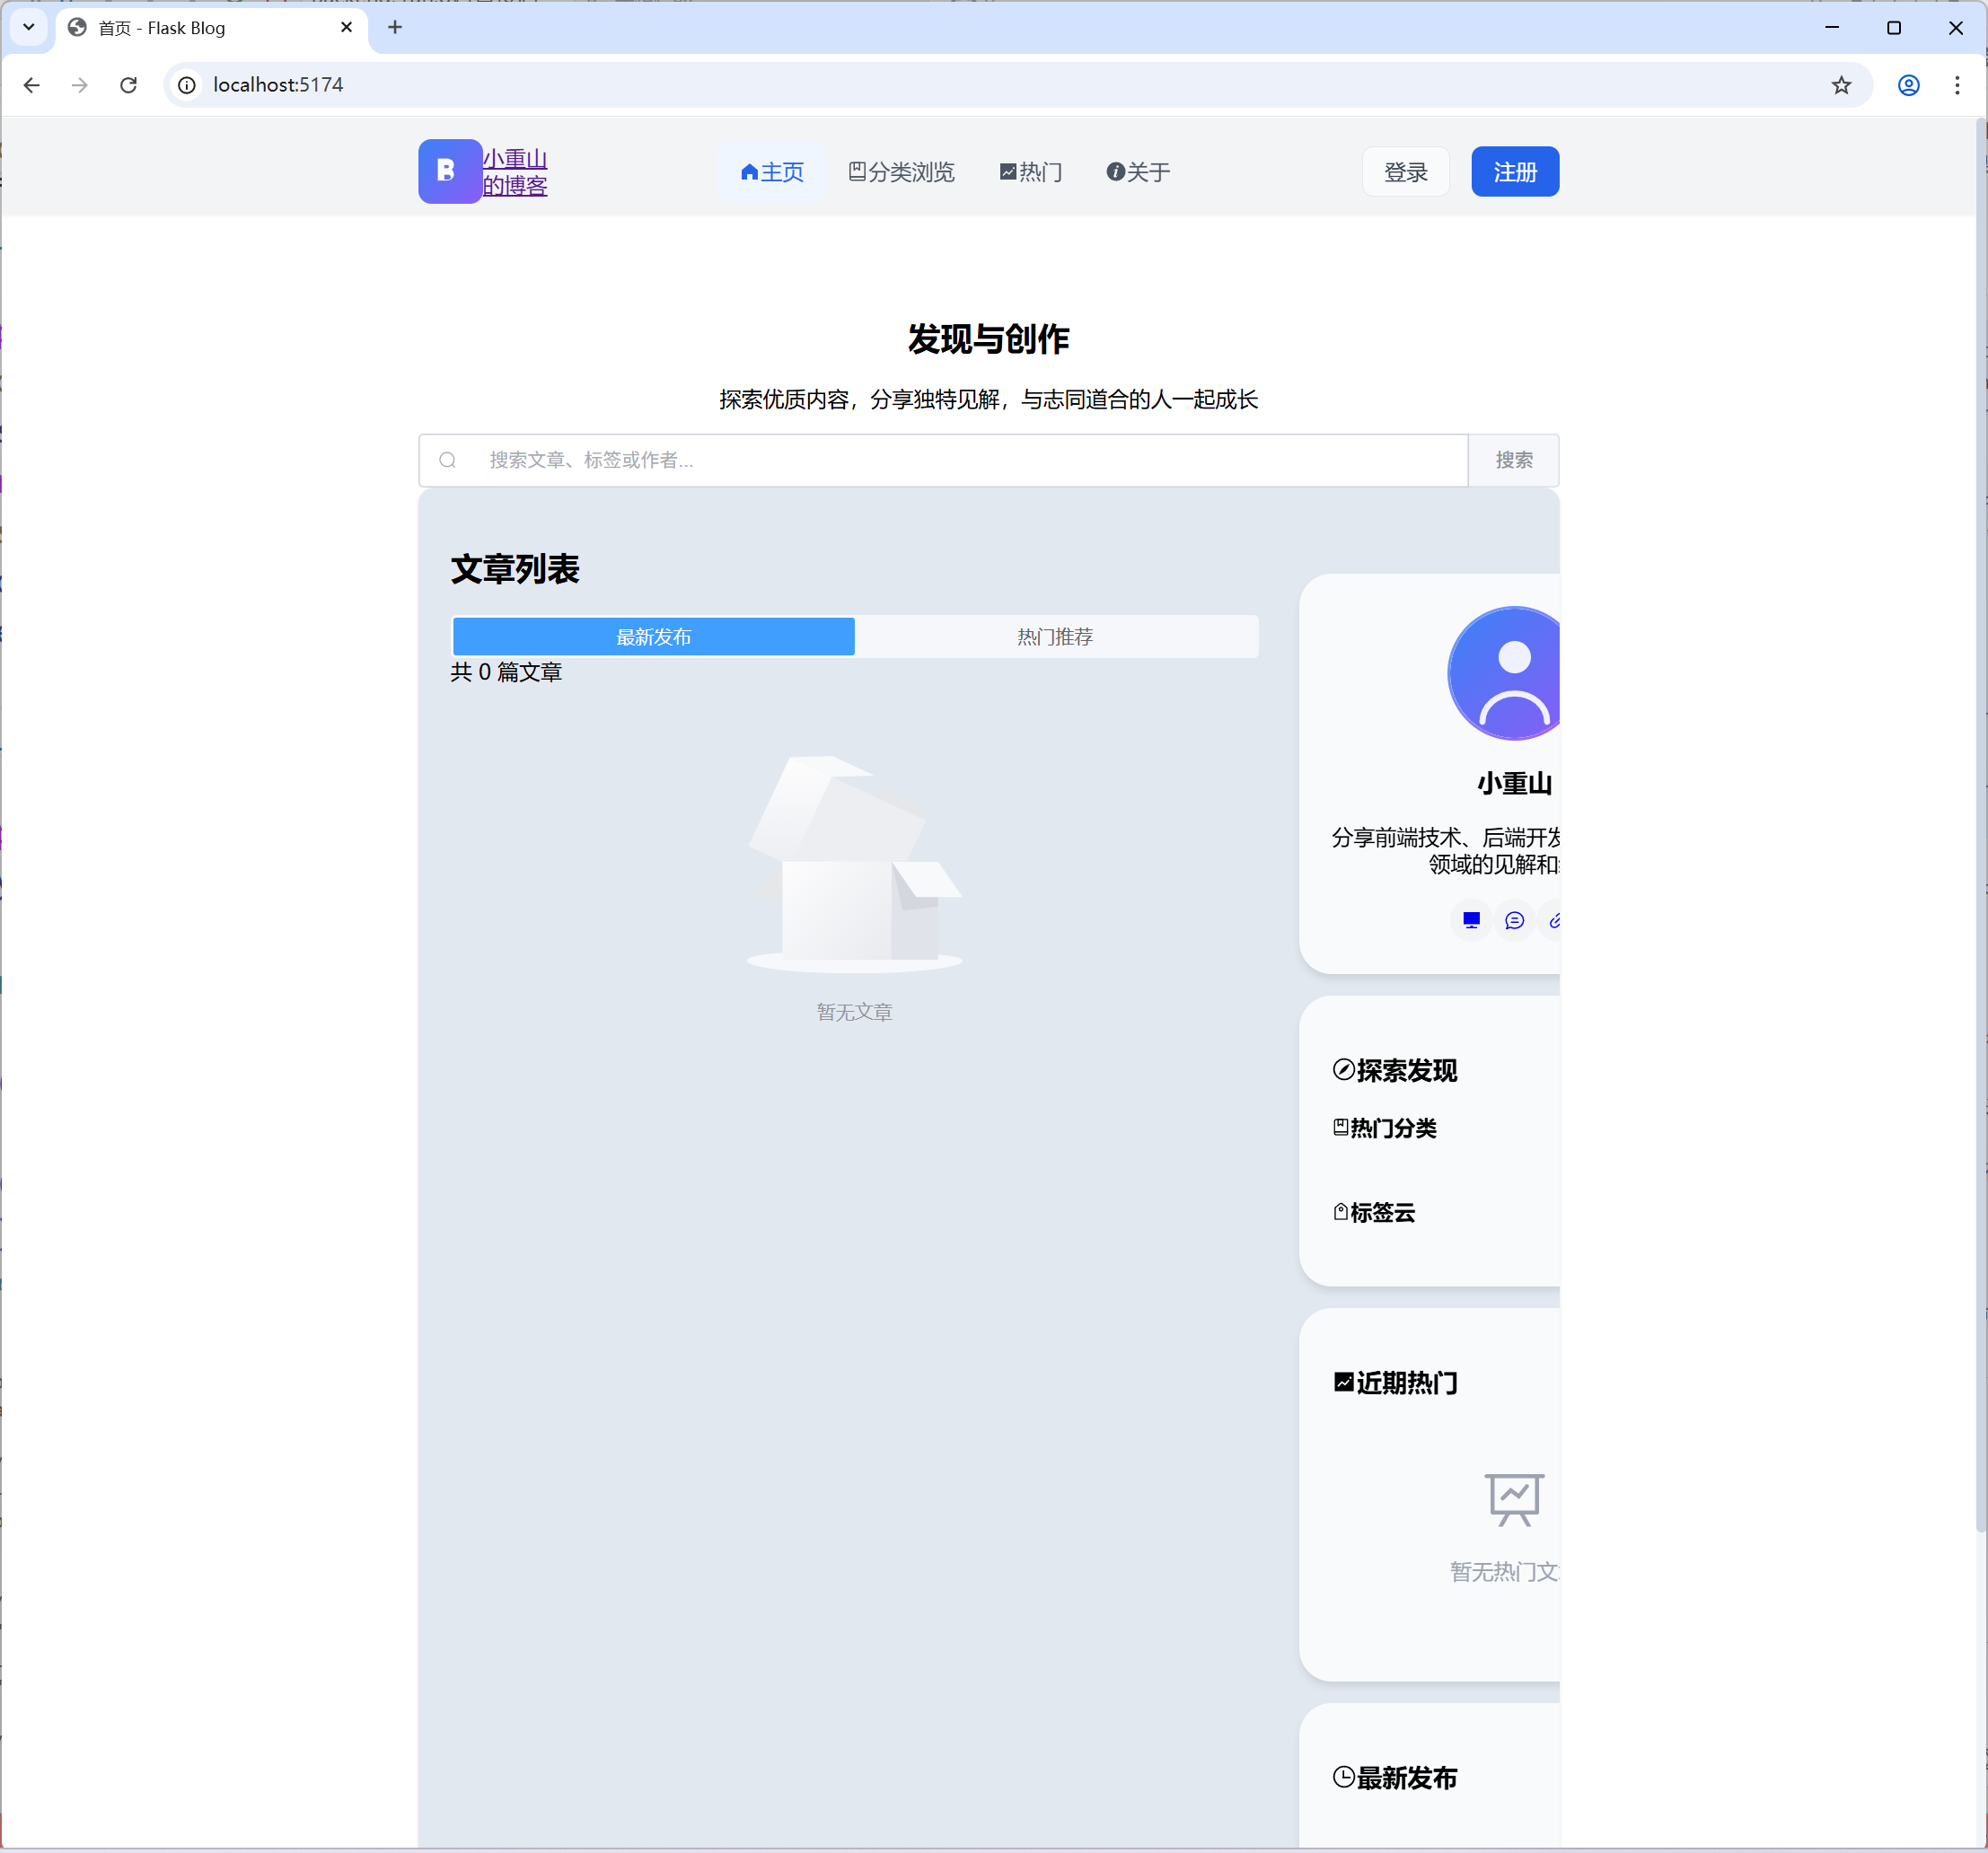 首页 - Flask Blog
localhost:5174
B
小重山
的博客
主页
分类浏览
热门
关于
登录
注册
发现与创作
探索优质内容，分享独特见解，与志同道合的人一起成长
搜索文章、标签或作者...
搜索
文章列表
最新发布
热门推荐
共 0 篇文章
暂无文章
小重山
分享前端技术、后端开发
领域的见解和
探索发现
热门分类
标签云
近期热门
暂无热门文
最新发布